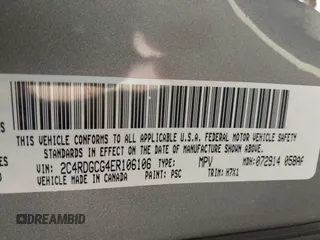 THIS VEHICLE CONFORMS TO ALL APPLICABLE U.S.A. FEDERAL MOTOR VEHICLE SAFETY
STANDARDS IN EFFECT ON THE DATE OF MANUFACTURE SHOWN ABOVE.
VIN: 2C4RDGCG4ER106106 TYPE: MPV MDH: 072914 05BAF
VEHICLE MADE IN CANADA PAINT: PSC TRIM: H7X1
DREAMBID